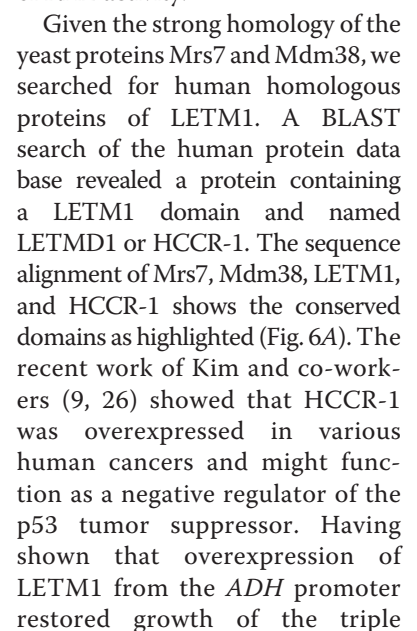 Given the strong homology of the
yeast proteins Mrs7 and Mdm38, we
searched for human homologous
proteins of LETM1. A BLAST
search of the human protein data
base revealed a protein containing
a LETM1 domain and named
LETMD1 or HCCR-1. The sequence
alignment of Mrs7, Mdm38, LETM1,
and HCCR-1 shows the conserved
domains as highlighted (Fig. 6A). The
recent work of Kim and co-work-
ers (9, 26) showed that HCCR-1
was overexpressed in various
human cancers and might func-
tion as a negative regulator of the
p53 tumor suppressor. Having
shown that overexpression of
LETM1 from the ADH promoter
restored growth of the triple